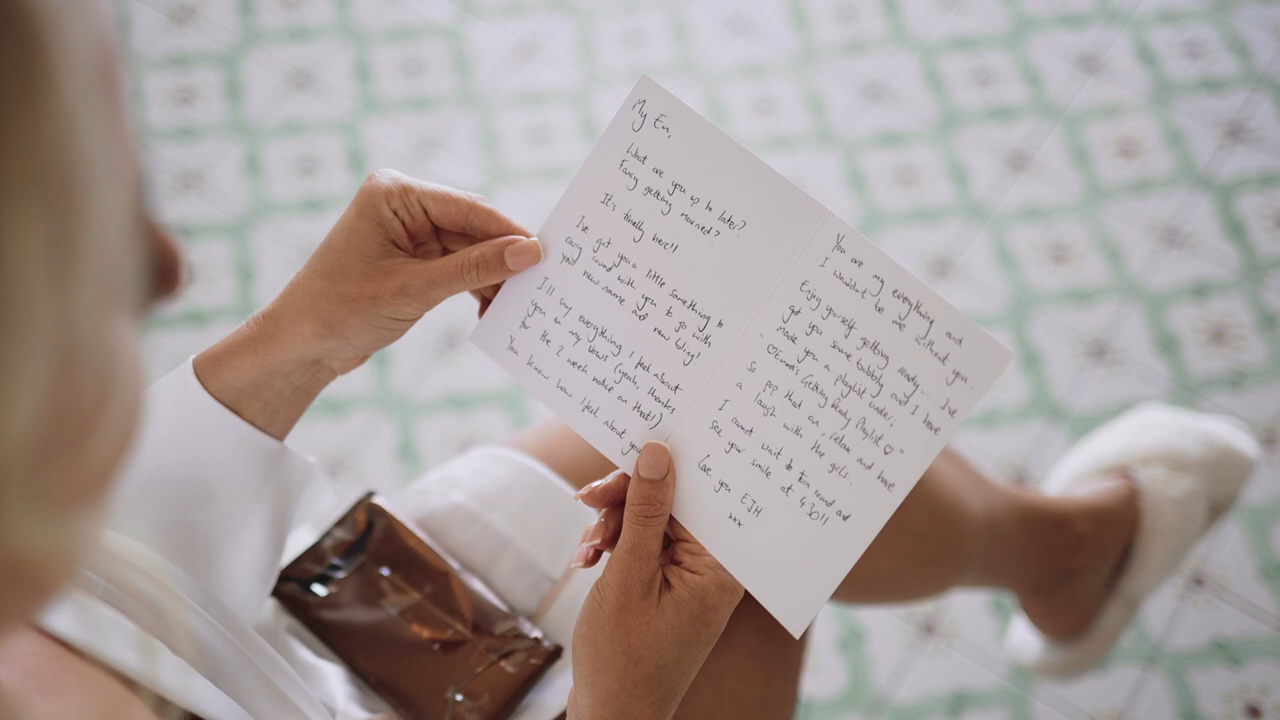 My Em,
What are you up to later?
Fancy getting married?
It's finally here!!
I've got you a little something to
carry round with you to go with
your new name and new bling!
I'll say everything I feel about
you in my vows (yeah, thanks
for the 2 week notice on that!)
You know how I feel about you
You are my everything and
I wouldn't be me without you.
Enjoy yourself getting ready... I've
got you some bubbly and I have
made you a playlist under;
"♡Emma's Getting Ready Playlist♡"
So pop that on, relax and have
a laugh with the girls.
I cannot wait to turn round and
see your smile at 4:30!!
Love you EJH
xxx